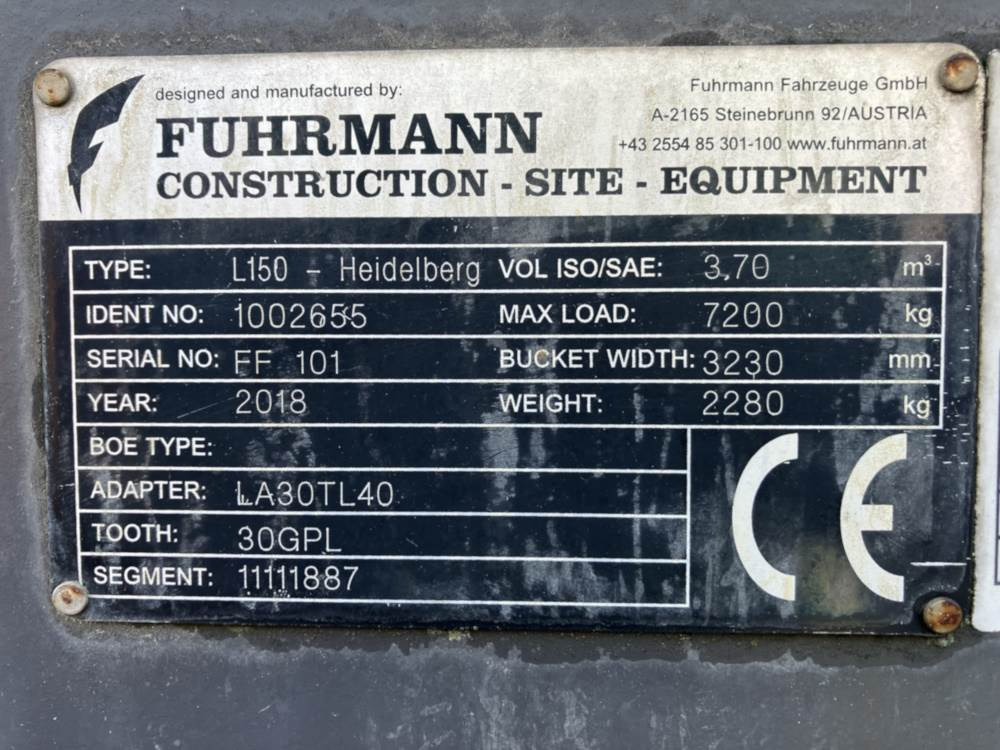 designed and manufactured by:
FUHRMANN
CONSTRUCTION - SITE - EQUIPMENT
Fuhrmann Fahrzeuge GmbH
A-2165 Steinebrunn 92/AUSTRIA
+43 2554 85 301-100 www.fuhrmann.at
TYPE: L150 - Heidelberg VOL ISO/SAE: 3,70 m³
IDENT NO: 1002655 MAX LOAD: 7200 kg
SERIAL NO: FF 101 BUCKET WIDTH: 3230 mm
YEAR: 2018 WEIGHT: 2280 kg
BOE TYPE:
ADAPTER: LA30TL40
TOOTH: 30GPL
SEGMENT: 11111887
CE